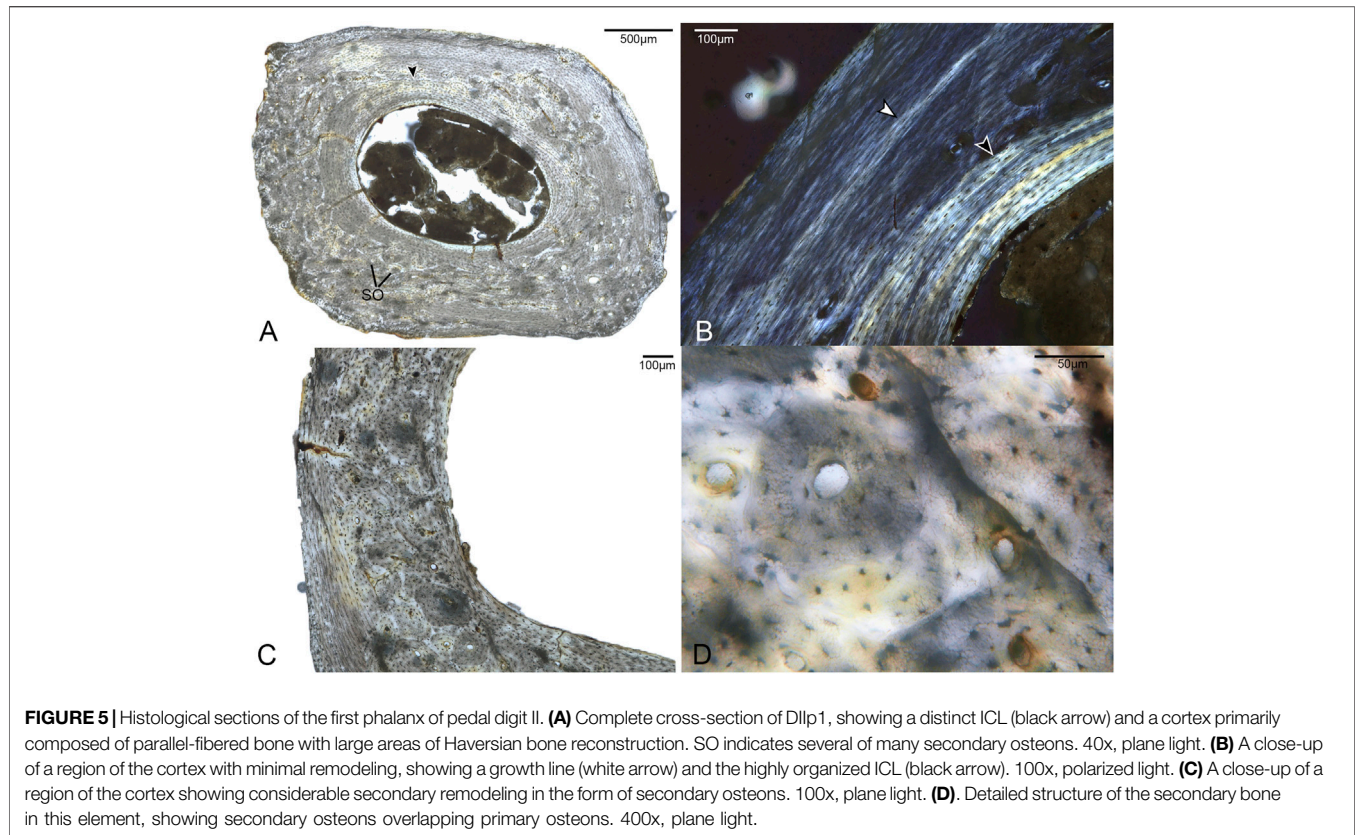 500µm
100µm
SO
A
B
100µm
50µm
C
D
FIGURE 5 | Histological sections of the first phalanx of pedal digit II. (A) Complete cross-section of DIIp1, showing a distinct ICL (black arrow) and a cortex primarily
composed of parallel-fibered bone with large areas of Haversian bone reconstruction. SO indicates several of many secondary osteons. 40x, plane light. (B) A close-up
of a region of the cortex with minimal remodeling, showing a growth line (white arrow) and the highly organized ICL (black arrow). 100x, polarized light. (C) A close-up of a
region of the cortex showing considerable secondary remodeling in the form of secondary osteons. 100x, plane light. (D). Detailed structure of the secondary bone
in this element, showing secondary osteons overlapping primary osteons. 400x, plane light.